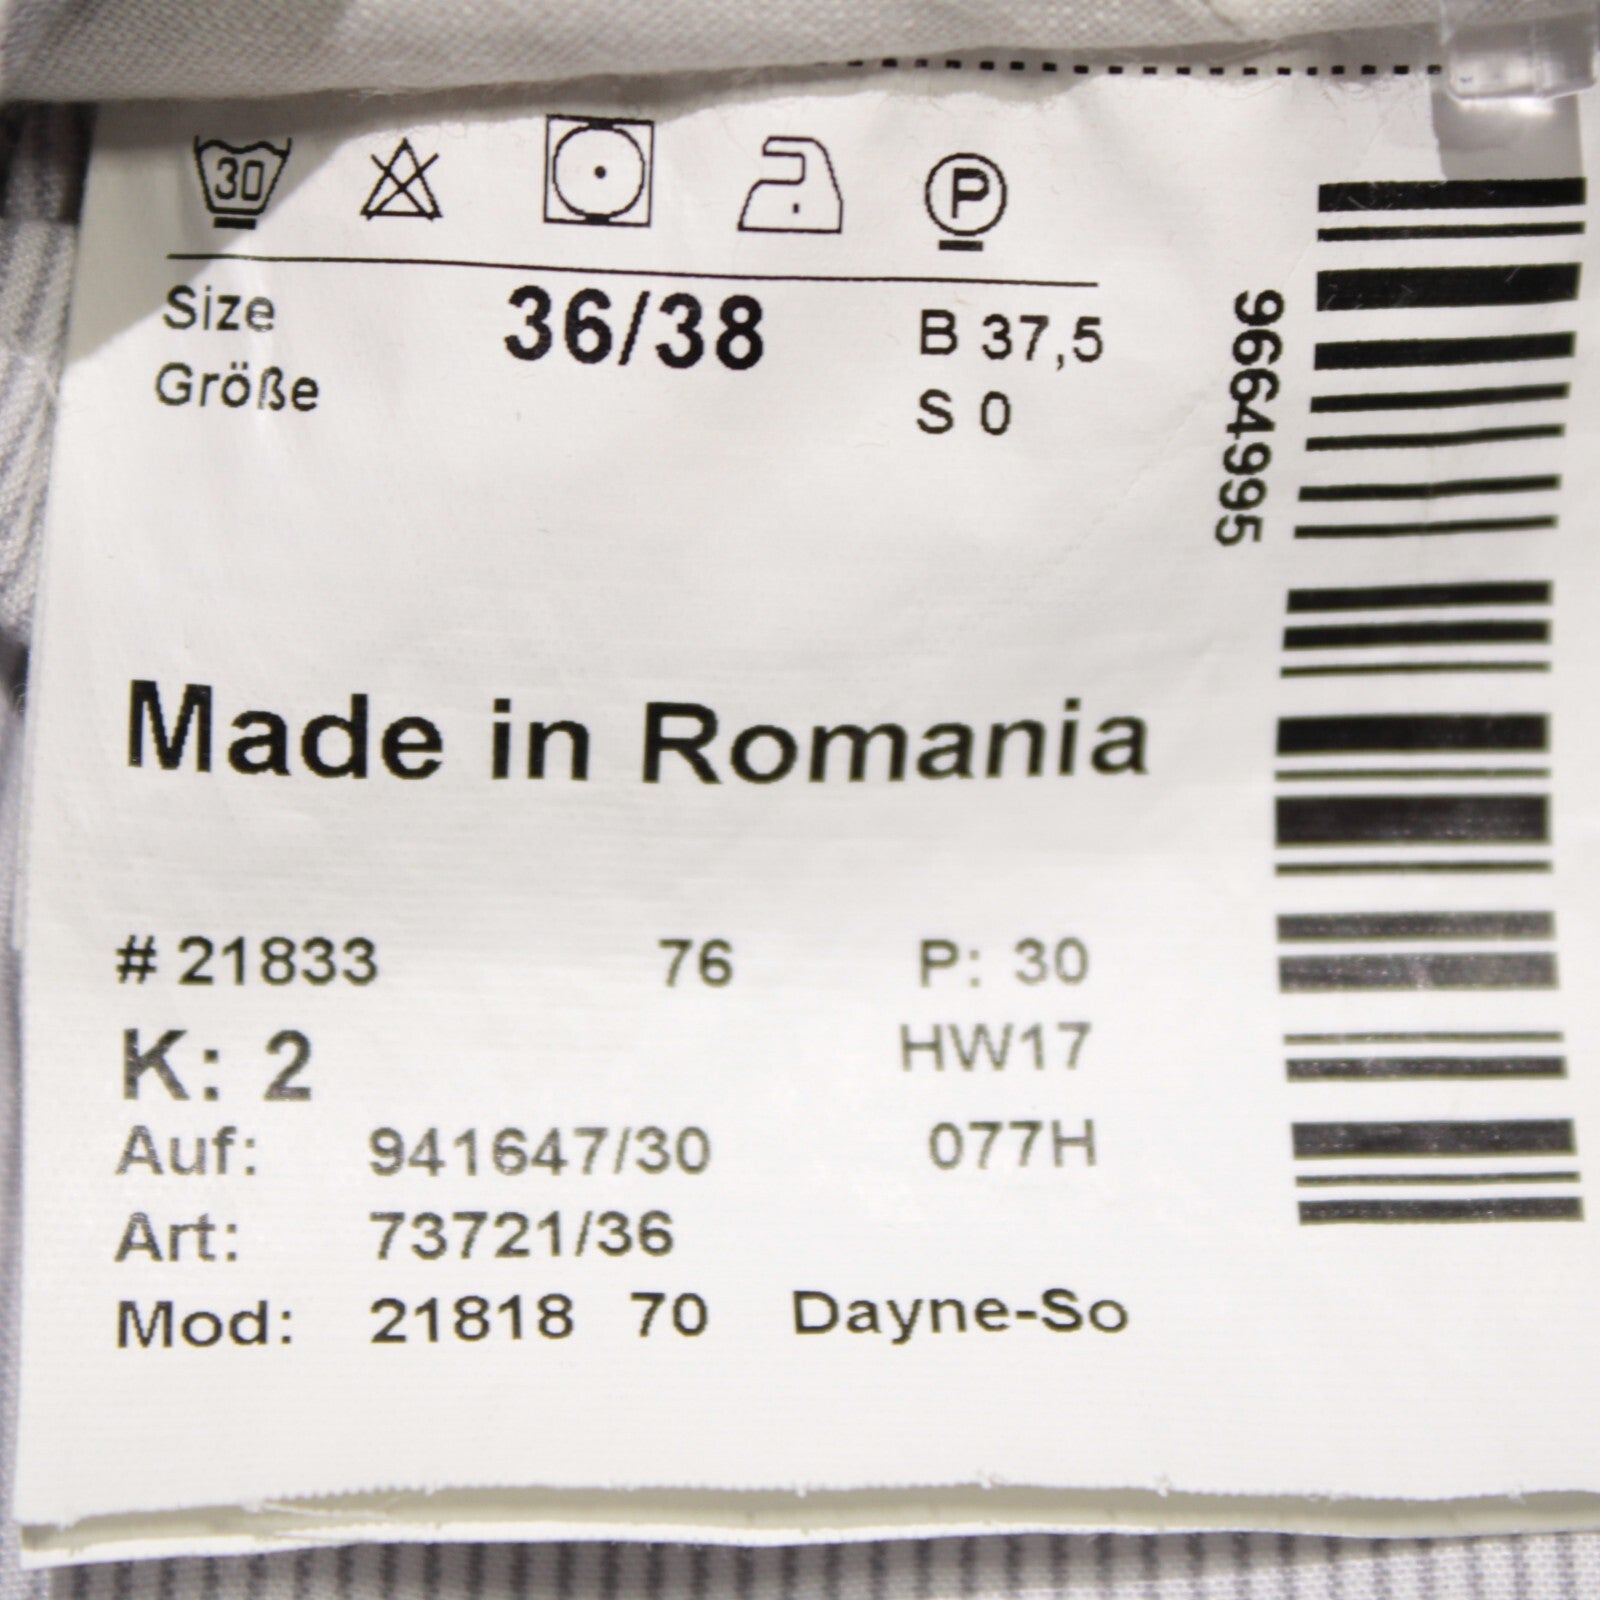 30 P
Size 36/38 B 37,5
Größe S 0
9664995
Made in Romania
# 21833 76 P: 30
K: 2 HW17
Auf: 941647/30 077H
Art: 73721/36
Mod: 21818 70 Dayne-So